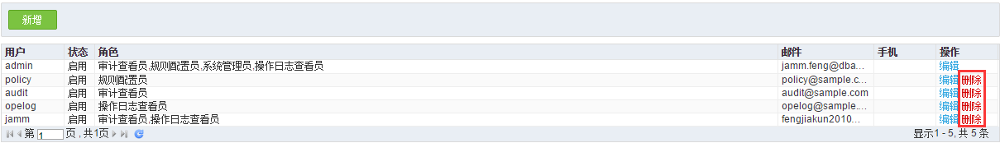 新增
用户 状态 角色 邮件 手机 操作
admin 启用 审计查看员,规则配置员,系统管理员,操作日志查看员 jamm.feng@dba... 编辑
policy 启用 规则配置员 policy@sample.c... 编辑 删除
audit 启用 审计查看员 audit@sample.com 编辑 删除
opelog 启用 操作日志查看员 opelog@sample.... 编辑 删除
jamm 启用 审计查看员,操作日志查看员 fengjiakun2010... 编辑 删除
第 1 页 , 共1页 显示1 - 5, 共 5 条